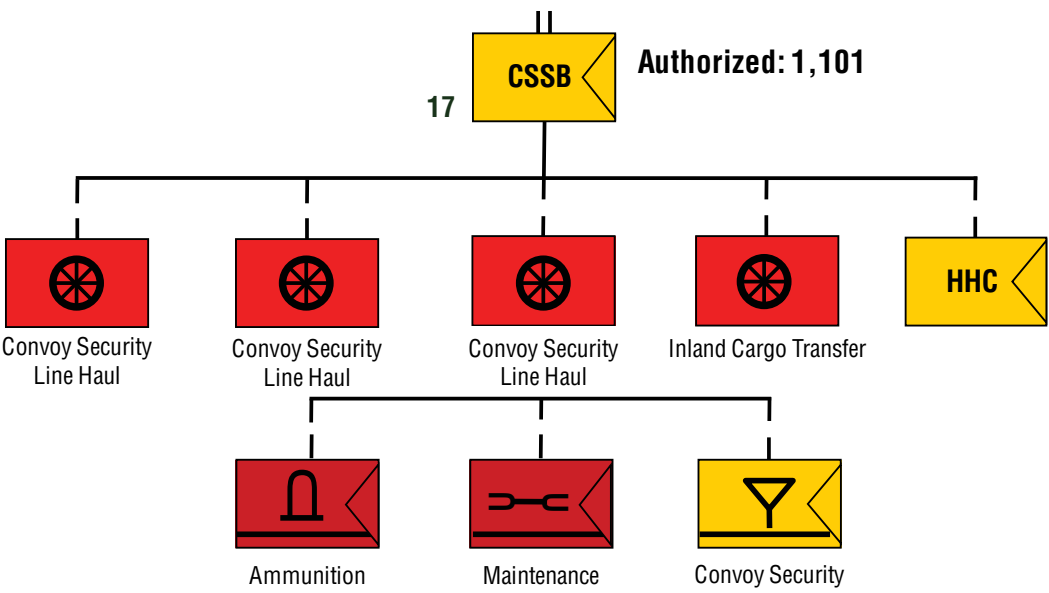 CSSB
Authorized: 1,101
17
HHC
Convoy Security
Line Haul
Convoy Security
Line Haul
Convoy Security
Line Haul
Inland Cargo Transfer
Ammunition
Maintenance
Convoy Security